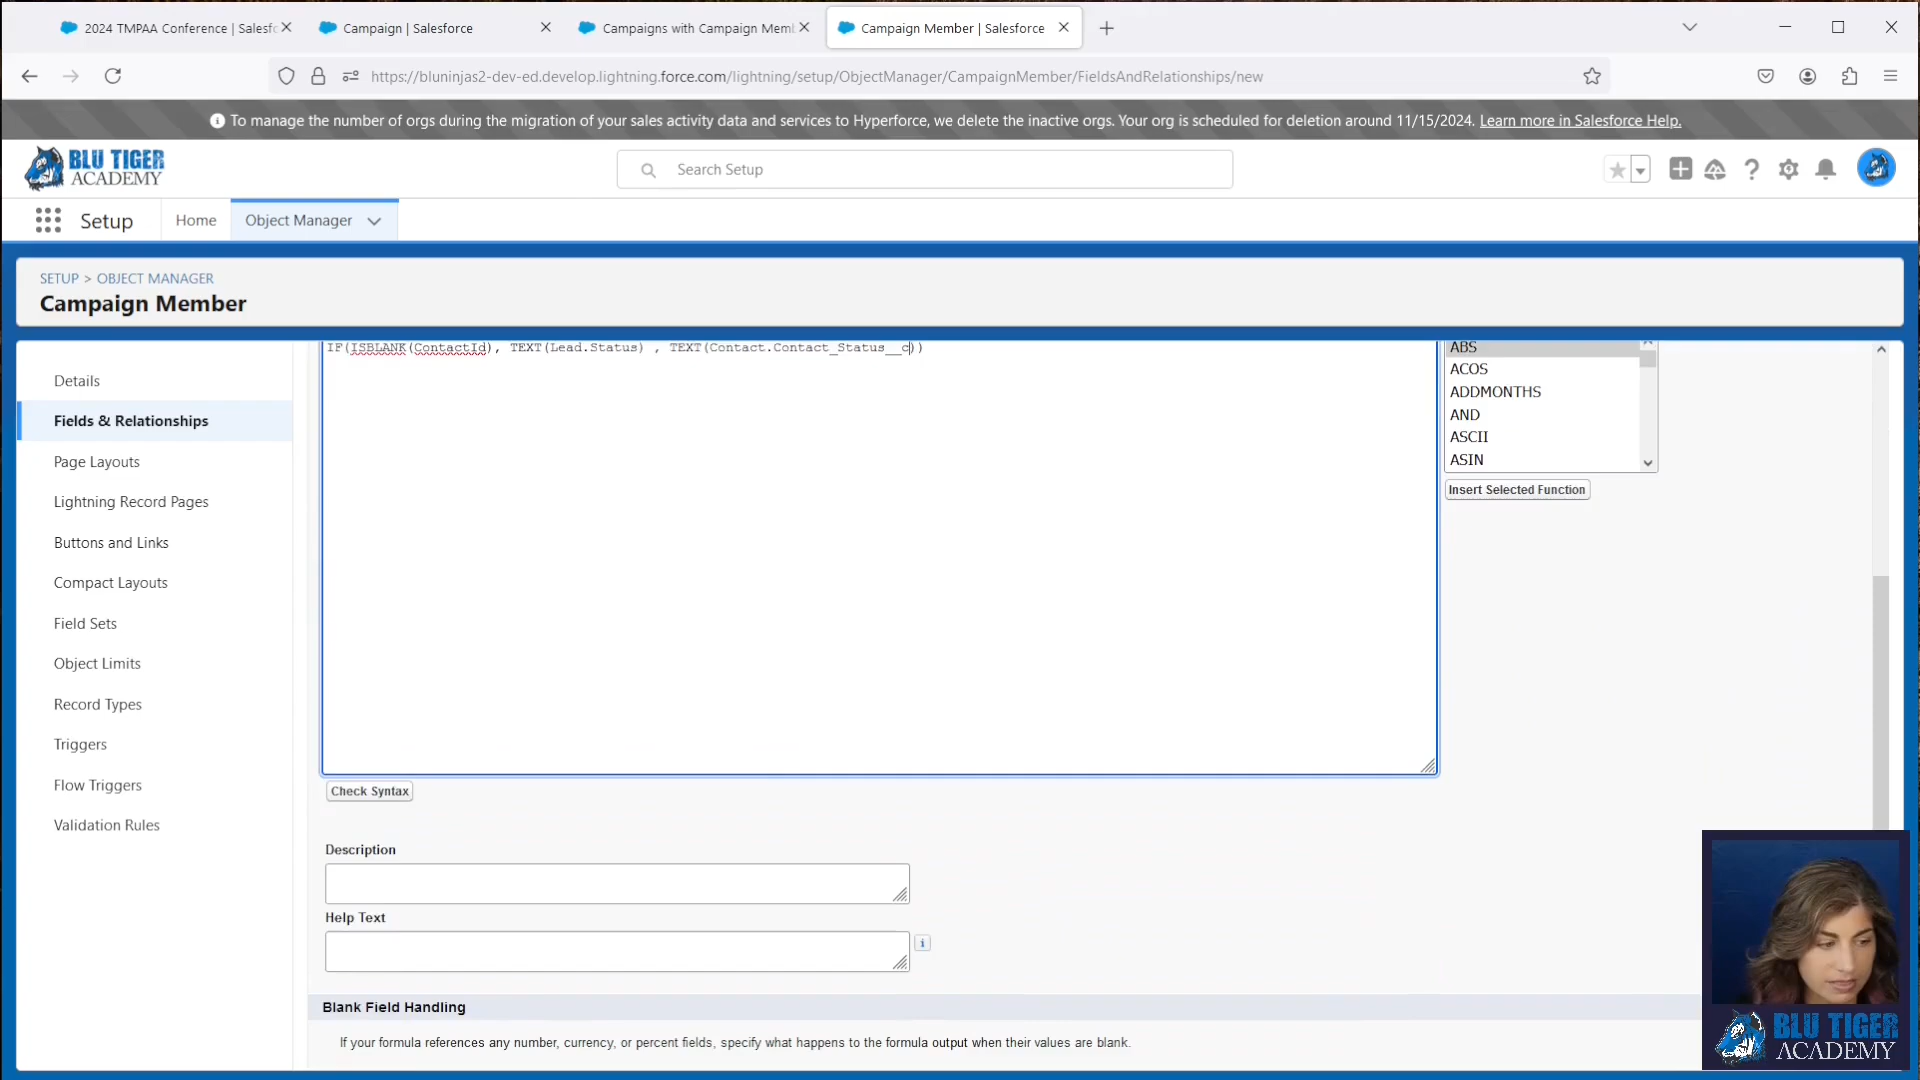 2024 TMPAA Conference | Salesfc
Campaign | Salesforce
Campaigns with Campaign Memb
Campaign Member | Salesforce
https://bluninjas2-dev-ed.develop.lightning.force.com/lightning/setup/ObjectManager/CampaignMember/FieldsAndRelationships/new
To manage the number of orgs during the migration of your sales activity data and services to Hyperforce, we delete the inactive orgs. Your org is scheduled for deletion around 11/15/2024. Learn more in Salesforce Help.
BLU TIGER
ACADEMY
Search Setup
Setup
Home
Object Manager
SETUP > OBJECT MANAGER
Campaign Member
Details
Fields & Relationships
Page Layouts
Lightning Record Pages
Buttons and Links
Compact Layouts
Field Sets
Object Limits
Record Types
Triggers
Flow Triggers
Validation Rules
IF(ISBLANK(ContactId), TEXT(Lead.Status) , TEXT(Contact.Contact_Status__c))
ABS
ACOS
ADDMONTHS
AND
ASCII
ASIN
Insert Selected Function
Check Syntax
Description
Help Text
i
Blank Field Handling
If your formula references any number, currency, or percent fields, specify what happens to the formula output when their values are blank.
BLU TIGER
ACADEMY